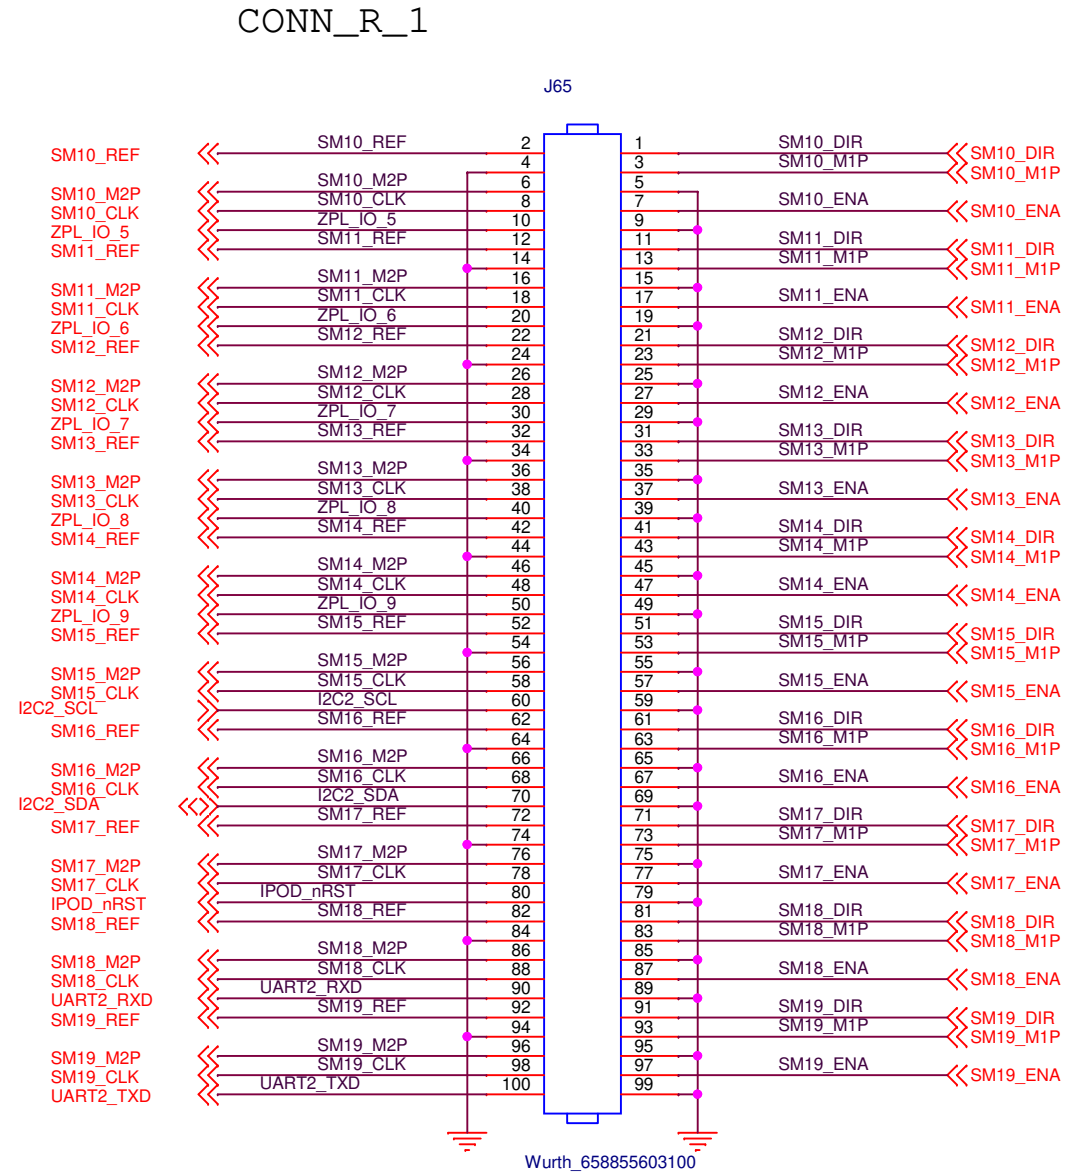 CONN_R_1
J65
SM10_REF SM10_REF 2 1 SM10_DIR SM10_DIR
4 3 SM10_M1P SM10_M1P
SM10_M2P SM10_M2P 6 5
SM10_CLK SM10_CLK 8 7 SM10_ENA SM10_ENA
ZPL_IO_5 ZPL_IO_5 10 9
SM11_REF SM11_REF 12 11 SM11_DIR SM11_DIR
14 13 SM11_M1P SM11_M1P
SM11_M2P SM11_M2P 16 15
SM11_CLK SM11_CLK 18 17 SM11_ENA SM11_ENA
ZPL_IO_6 ZPL_IO_6 20 19
SM12_REF SM12_REF 22 21 SM12_DIR SM12_DIR
24 23 SM12_M1P SM12_M1P
SM12_M2P SM12_M2P 26 25
SM12_CLK SM12_CLK 28 27 SM12_ENA SM12_ENA
ZPL_IO_7 ZPL_IO_7 30 29
SM13_REF SM13_REF 32 31 SM13_DIR SM13_DIR
34 33 SM13_M1P SM13_M1P
SM13_M2P SM13_M2P 36 35
SM13_CLK SM13_CLK 38 37 SM13_ENA SM13_ENA
ZPL_IO_8 ZPL_IO_8 40 39
SM14_REF SM14_REF 42 41 SM14_DIR SM14_DIR
44 43 SM14_M1P SM14_M1P
SM14_M2P SM14_M2P 46 45
SM14_CLK SM14_CLK 48 47 SM14_ENA SM14_ENA
ZPL_IO_9 ZPL_IO_9 50 49
SM15_REF SM15_REF 52 51 SM15_DIR SM15_DIR
54 53 SM15_M1P SM15_M1P
SM15_M2P SM15_M2P 56 55
SM15_CLK SM15_CLK 58 57 SM15_ENA SM15_ENA
I2C2_SCL I2C2_SCL 60 59
SM16_REF SM16_REF 62 61 SM16_DIR SM16_DIR
64 63 SM16_M1P SM16_M1P
SM16_M2P SM16_M2P 66 65
SM16_CLK SM16_CLK 68 67 SM16_ENA SM16_ENA
I2C2_SDA I2C2_SDA 70 69
SM17_REF SM17_REF 72 71 SM17_DIR SM17_DIR
74 73 SM17_M1P SM17_M1P
SM17_M2P SM17_M2P 76 75
SM17_CLK SM17_CLK 78 77 SM17_ENA SM17_ENA
IPOD_nRST IPOD_nRST 80 79
SM18_REF SM18_REF 82 81 SM18_DIR SM18_DIR
84 83 SM18_M1P SM18_M1P
SM18_M2P SM18_M2P 86 85
SM18_CLK SM18_CLK 88 87 SM18_ENA SM18_ENA
UART2_RXD UART2_RXD 90 89
SM19_REF SM19_REF 92 91 SM19_DIR SM19_DIR
94 93 SM19_M1P SM19_M1P
SM19_M2P SM19_M2P 96 95
SM19_CLK SM19_CLK 98 97 SM19_ENA SM19_ENA
UART2_TXD UART2_TXD 100 99
Wurth_658855603100